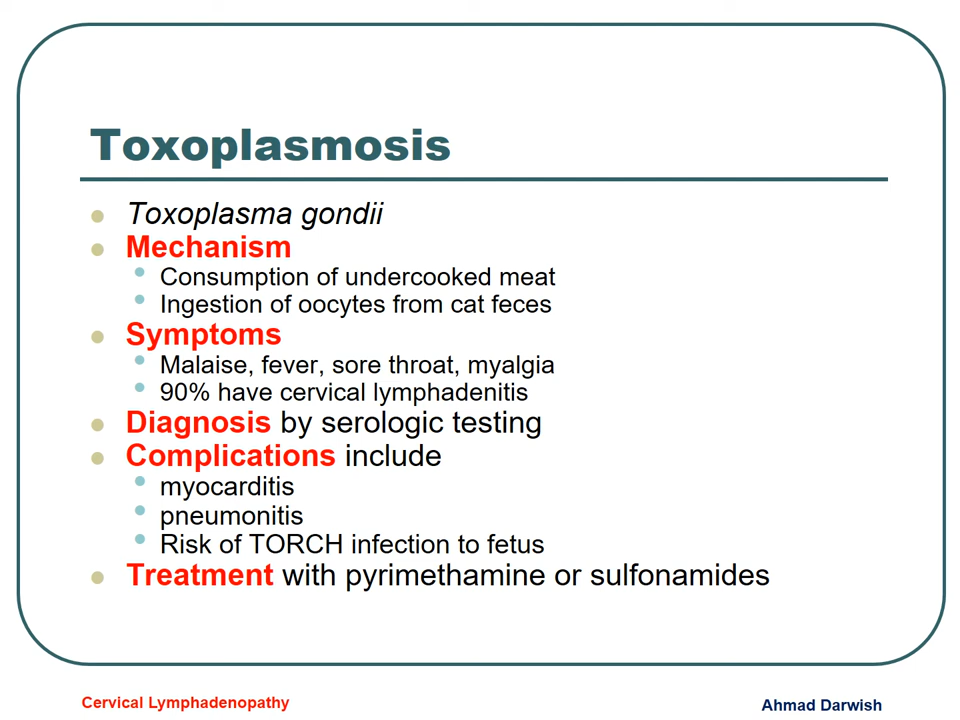 Toxoplasmosis
Toxoplasma gondii
Mechanism
Consumption of undercooked meat
Ingestion of oocytes from cat feces
Symptoms
Malaise, fever, sore throat, myalgia
90% have cervical lymphadenitis
Diagnosis by serologic testing
Complications include
myocarditis
pneumonitis
Risk of TORCH infection to fetus
Treatment with pyrimethamine or sulfonamides
Cervical Lymphadenopathy
Ahmad Darwish